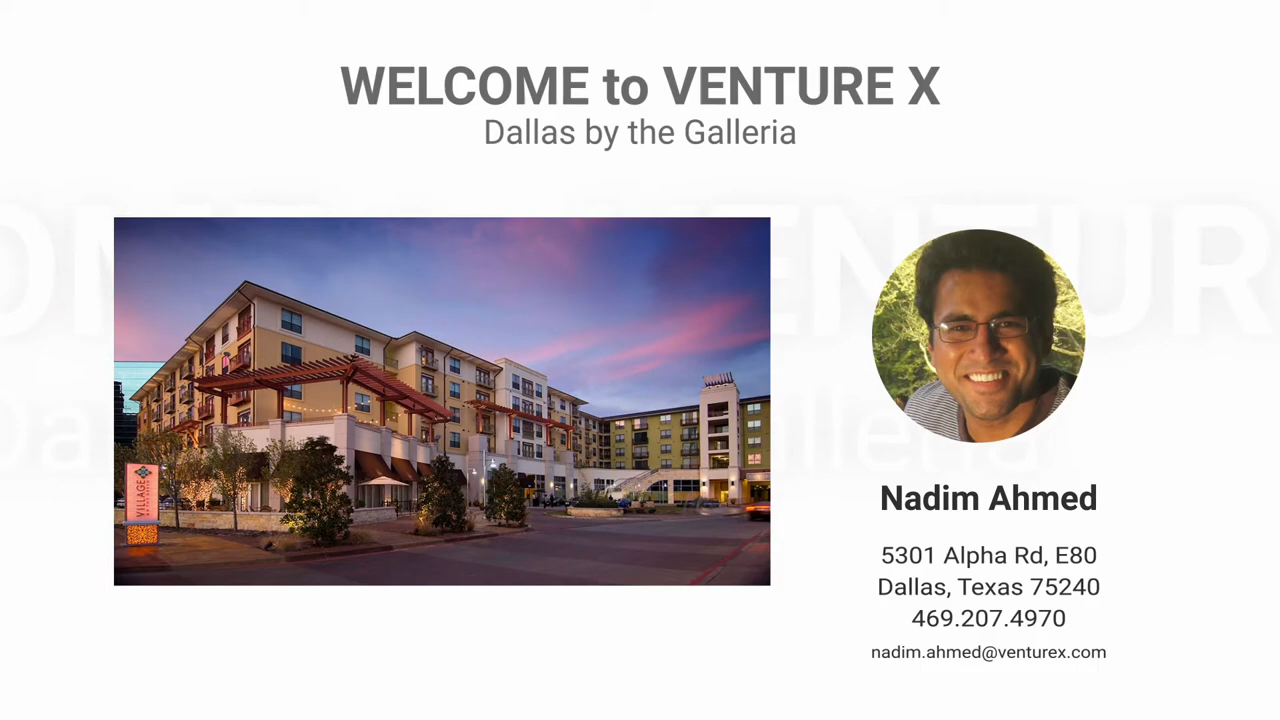 WELCOME to VENTURE X
Dallas by the Galleria
VILLAGE
Nadim Ahmed
5301 Alpha Rd, E80
Dallas, Texas 75240
469.207.4970
nadim.ahmed@venturex.com